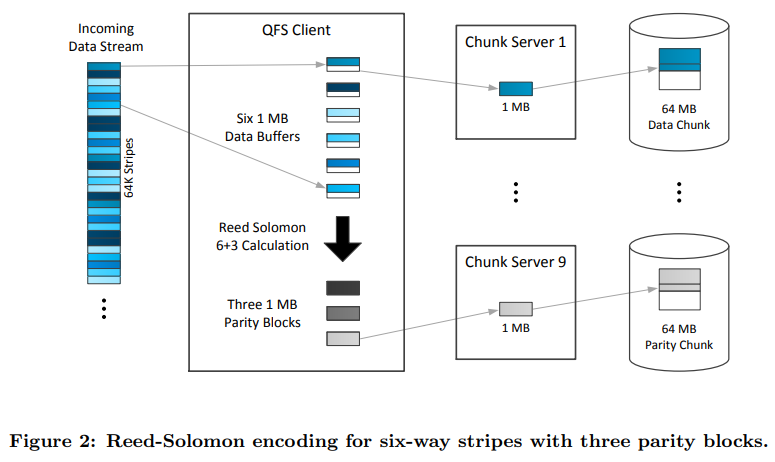 Incoming
Data Stream
64K Stripes
QFS Client
Six 1 MB
Data Buffers
Reed Solomon
6+3 Calculation
Three 1 MB
Parity Blocks
Chunk Server 1
1 MB
64 MB
Data Chunk
Chunk Server 9
1 MB
64 MB
Parity Chunk
Figure 2: Reed-Solomon encoding for six-way stripes with three parity blocks.